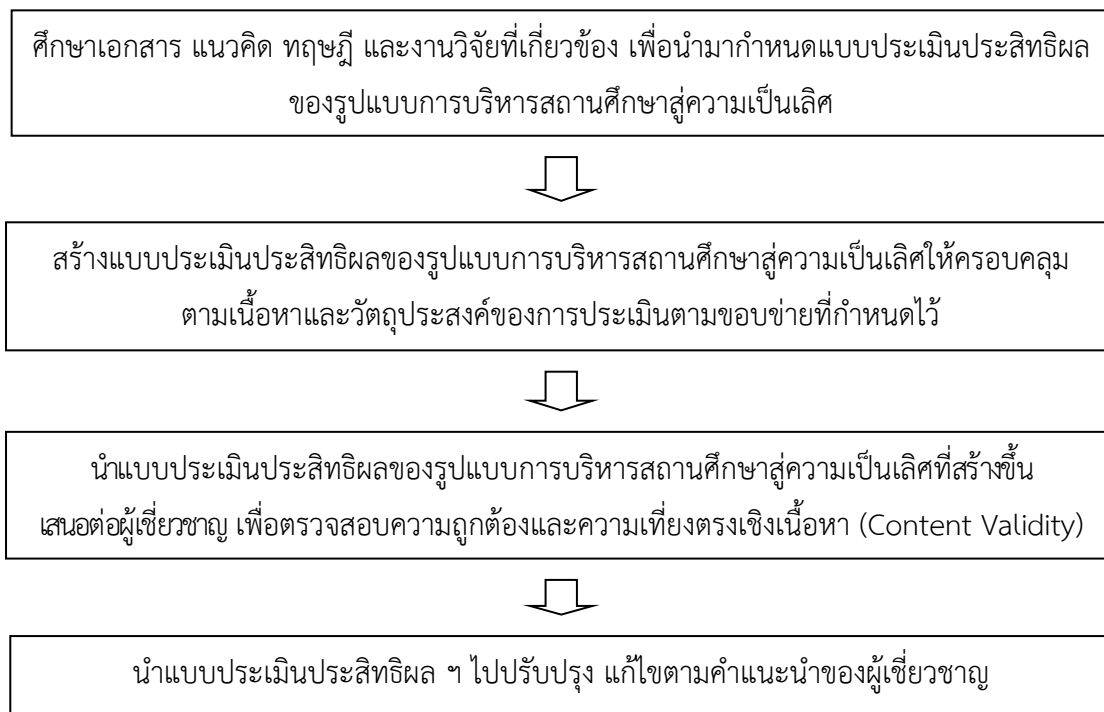 ศึกษาเอกสาร แนวคิด ทฤษฎี และงานวิจัยที่เกี่ยวข้อง เพื่อนำมากำหนดแบบประเมินประสิทธิผล
ของรูปแบบการบริหารสถานศึกษาสู่ความเป็นเลิศ
สร้างแบบประเมินประสิทธิผลของรูปแบบการบริหารสถานศึกษาสู่ความเป็นเลิศให้ครอบคลุม
ตามเนื้อหาและวัตถุประสงค์ของการประเมินตามขอบข่ายที่กำหนดไว้
นำแบบประเมินประสิทธิผลของรูปแบบการบริหารสถานศึกษาสู่ความเป็นเลิศที่สร้างขึ้น
เสนอต่อผู้เชี่ยวชาญ เพื่อตรวจสอบความถูกต้องและความเที่ยงตรงเชิงเนื้อหา (Content Validity)
นำแบบประเมินประสิทธิผล ฯ ไปปรับปรุง แก้ไขตามคำแนะนำของผู้เชี่ยวชาญ